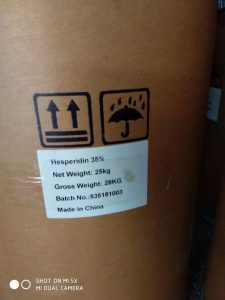 Hesperidin 35%
Net Weight: 25kg
Gross Weight: 28KG
Batch No.:535181003
Made in China
SHOT ON MI 5X
MI DUAL CAMERA